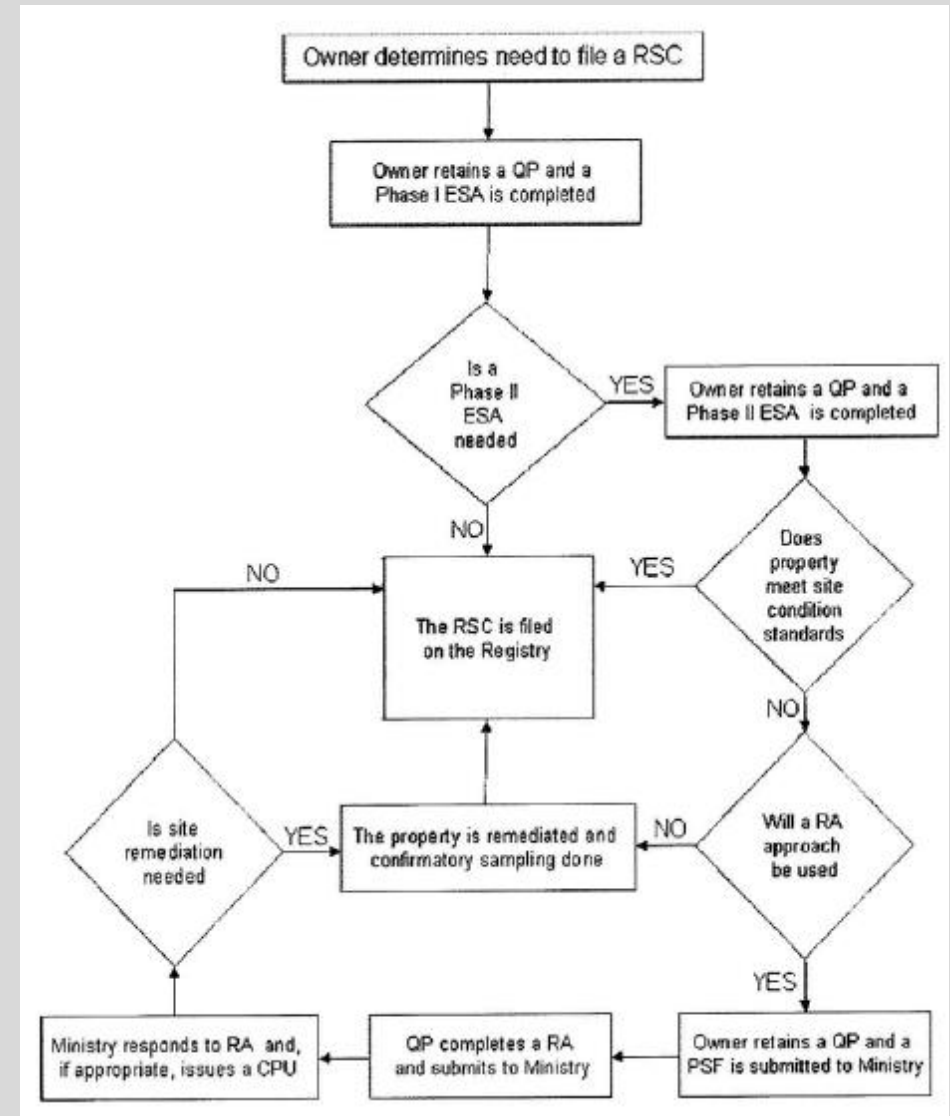 Owner determines need to file a RSC
Owner retains a QP and a
Phase I ESA is completed
Is a
Phase II
ESA
needed
YES
Owner retains a QP and a
Phase II ESA is completed
NO
Does
property
meet site
condition
standards
YES
NO
The RSC is filed
on the Registry
NO
Will a RA
approach
be used
NO
The property is remediated and
confirmatory sampling done
YES
Is site
remediation
needed
YES
Owner retains a QP and a
PSF is submitted to Ministry
QP completes a RA
and submits to Ministry
Ministry responds to RA and,
if appropriate, issues a CPU